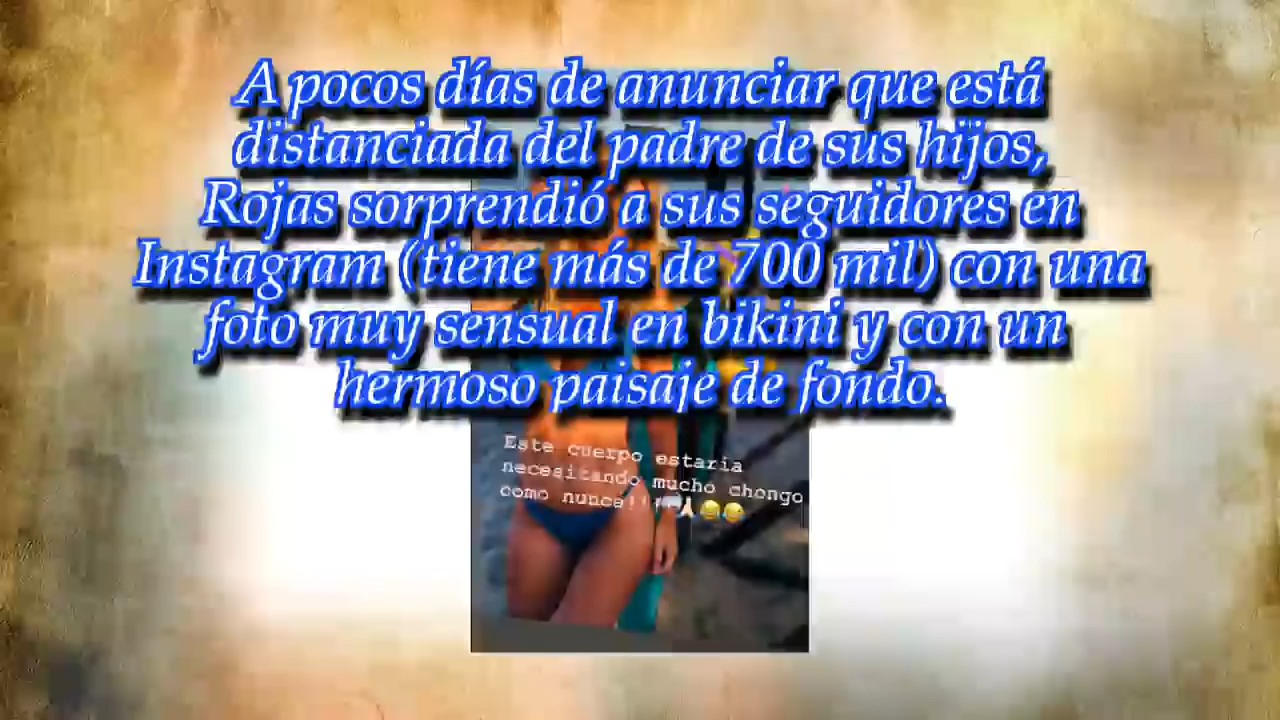 A pocos días de anunciar que está
distanciada del padre de sus hijos,
Rojas sorprendió a sus seguidores en
Instagram (tiene más de 700 mil) con una
foto muy sensual en bikini y con un
hermoso paisaje de fondo.
Este cuerpo estaría
necesitando mucho chongo
como nunca!!